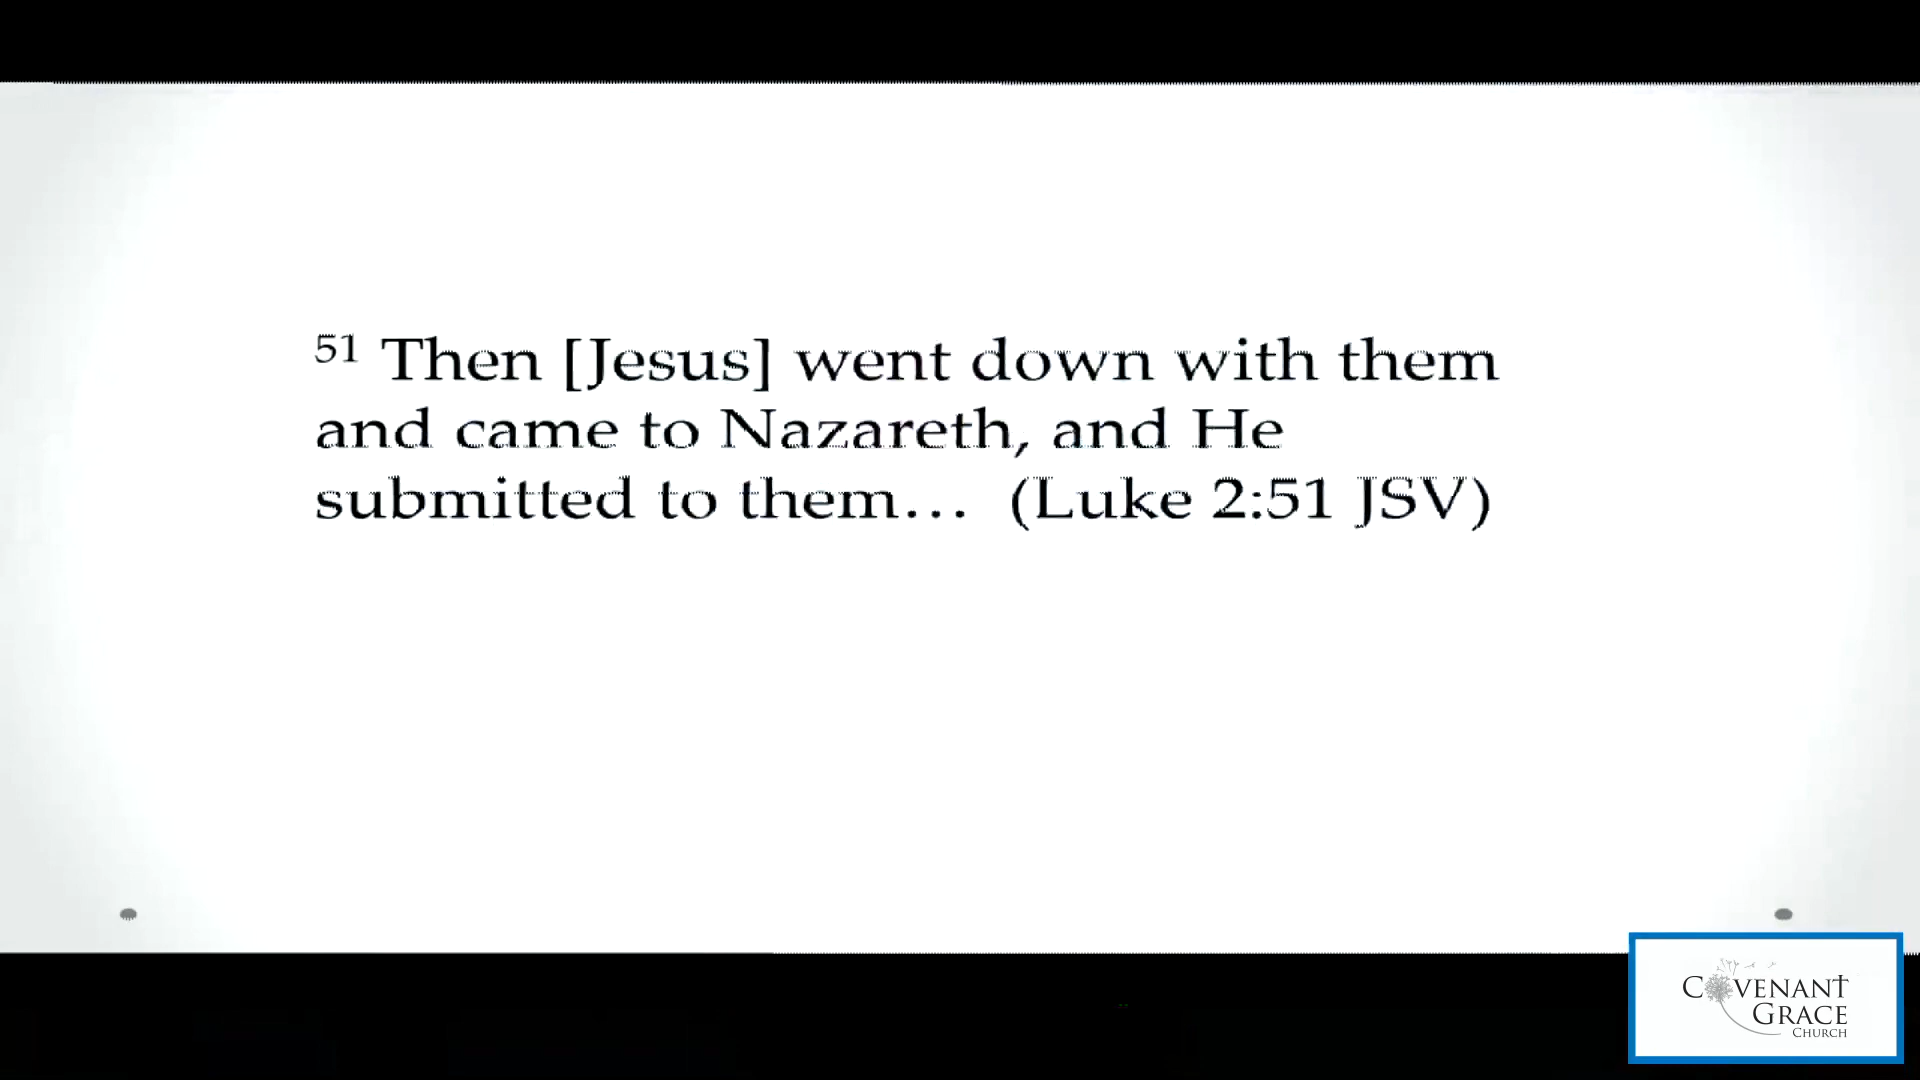 51 Then [Jesus] went down with them
and came to Nazareth, and He
submitted to them… (Luke 2:51 JSV)
COVENANT
GRACE
CHURCH